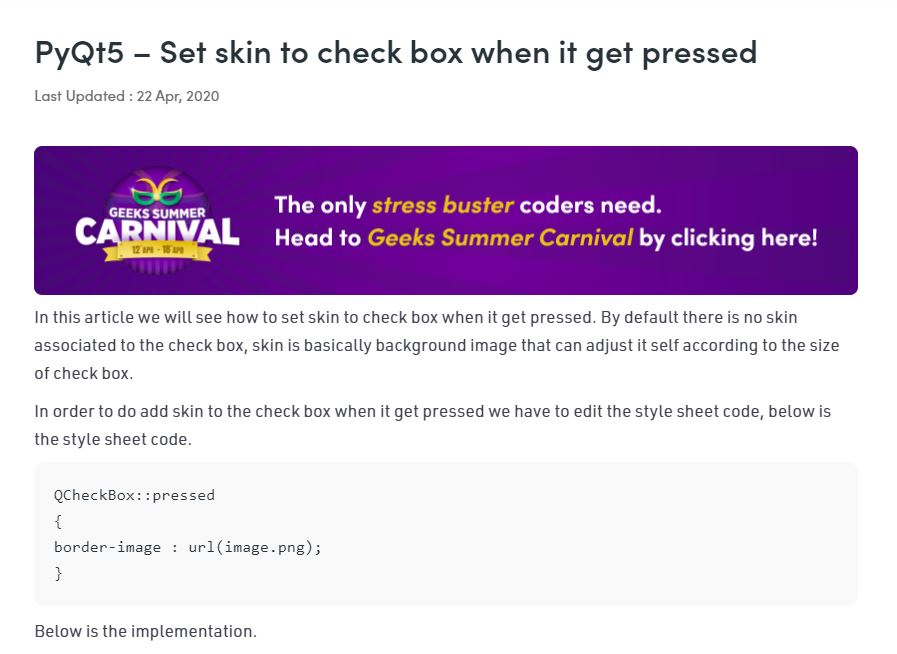 PyQt5 – Set skin to check box when it get pressed
Last Updated : 22 Apr, 2020
GEEKS SUMMER
CARNIVAL
12 APR - 18 APR
The only stress buster coders need.
Head to Geeks Summer Carnival by clicking here!
In this article we will see how to set skin to check box when it get pressed. By default there is no skin
associated to the check box, skin is basically background image that can adjust it self according to the size
of check box.
In order to do add skin to the check box when it get pressed we have to edit the style sheet code, below is
the style sheet code.
QCheckBox::pressed
{
border-image : url(image.png);
}
Below is the implementation.